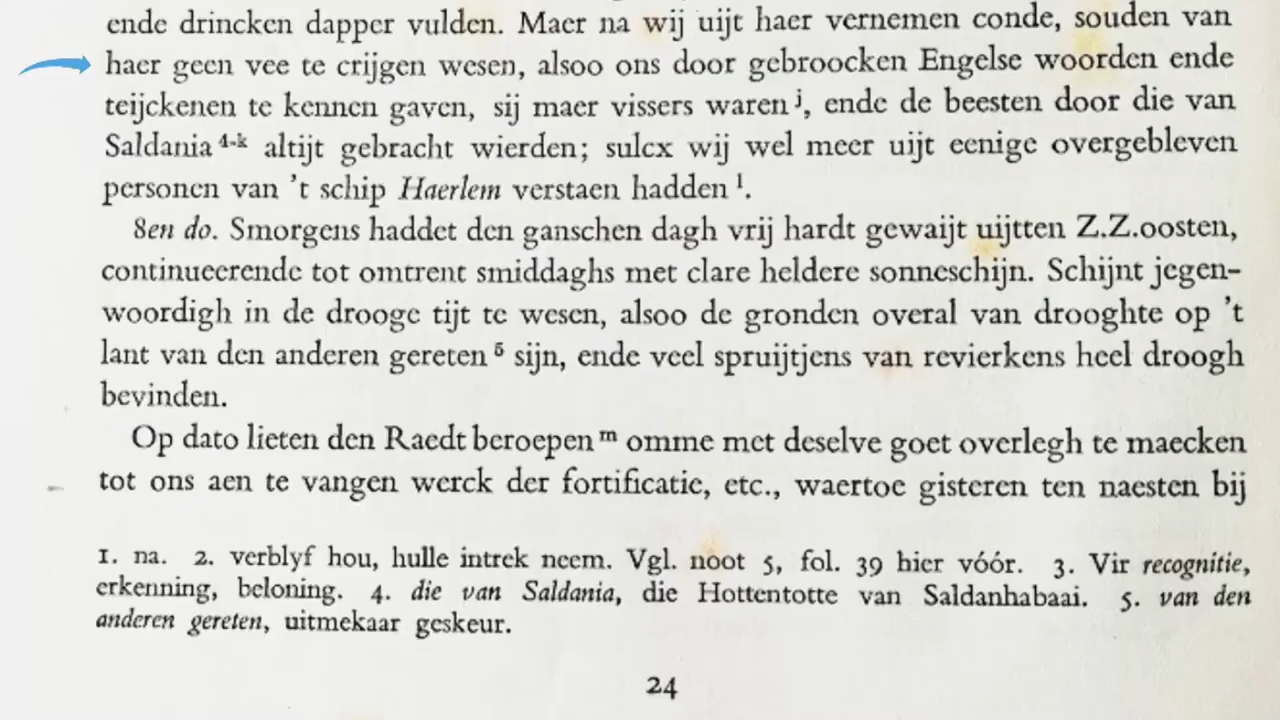 ende drincken dapper vulden. Maer na wij uijt haer vernemen conde, souden van
haer geen vee te crijgen wesen, alsoo ons door gebroocken Engelse woorden ende
teijckenen te kennen gaven, sij maer vissers waren j, ende de beesten door die van
Saldania 4-k altijt gebracht wierden; sulcx wij wel meer uijt eenige overgebleven
personen van 't schip Haerlem verstaen hadden l.
8en do. Smorgens haddet den ganschen dagh vrij hardt gewaijt uijtten Z.Z.oosten,
continueerende tot omtrent smiddaghs met clare heldere sonneschijn. Schijnt jegen-
woordigh in de drooge tijt te wesen, alsoo de gronden overal van drooghte op 't
lant van den anderen gereten 5 sijn, ende veel spruijtjens van revierkens heel droogh
bevinden.
Op dato lieten den Raedt beroepen m omme met deselve goet overlegh te maecken
tot ons aen te vangen werck der fortificatie, etc., waertoe gisteren ten naesten bij
1. na. 2. verblyf hou, hulle intrek neem. Vgl. noot 5, fol. 39 hier vóór. 3. Vir recognitie,
erkenning, beloning. 4. die van Saldania, die Hottentotte van Saldanhabaai. 5. van den
anderen gereten, uitmekaar geskeur.
24